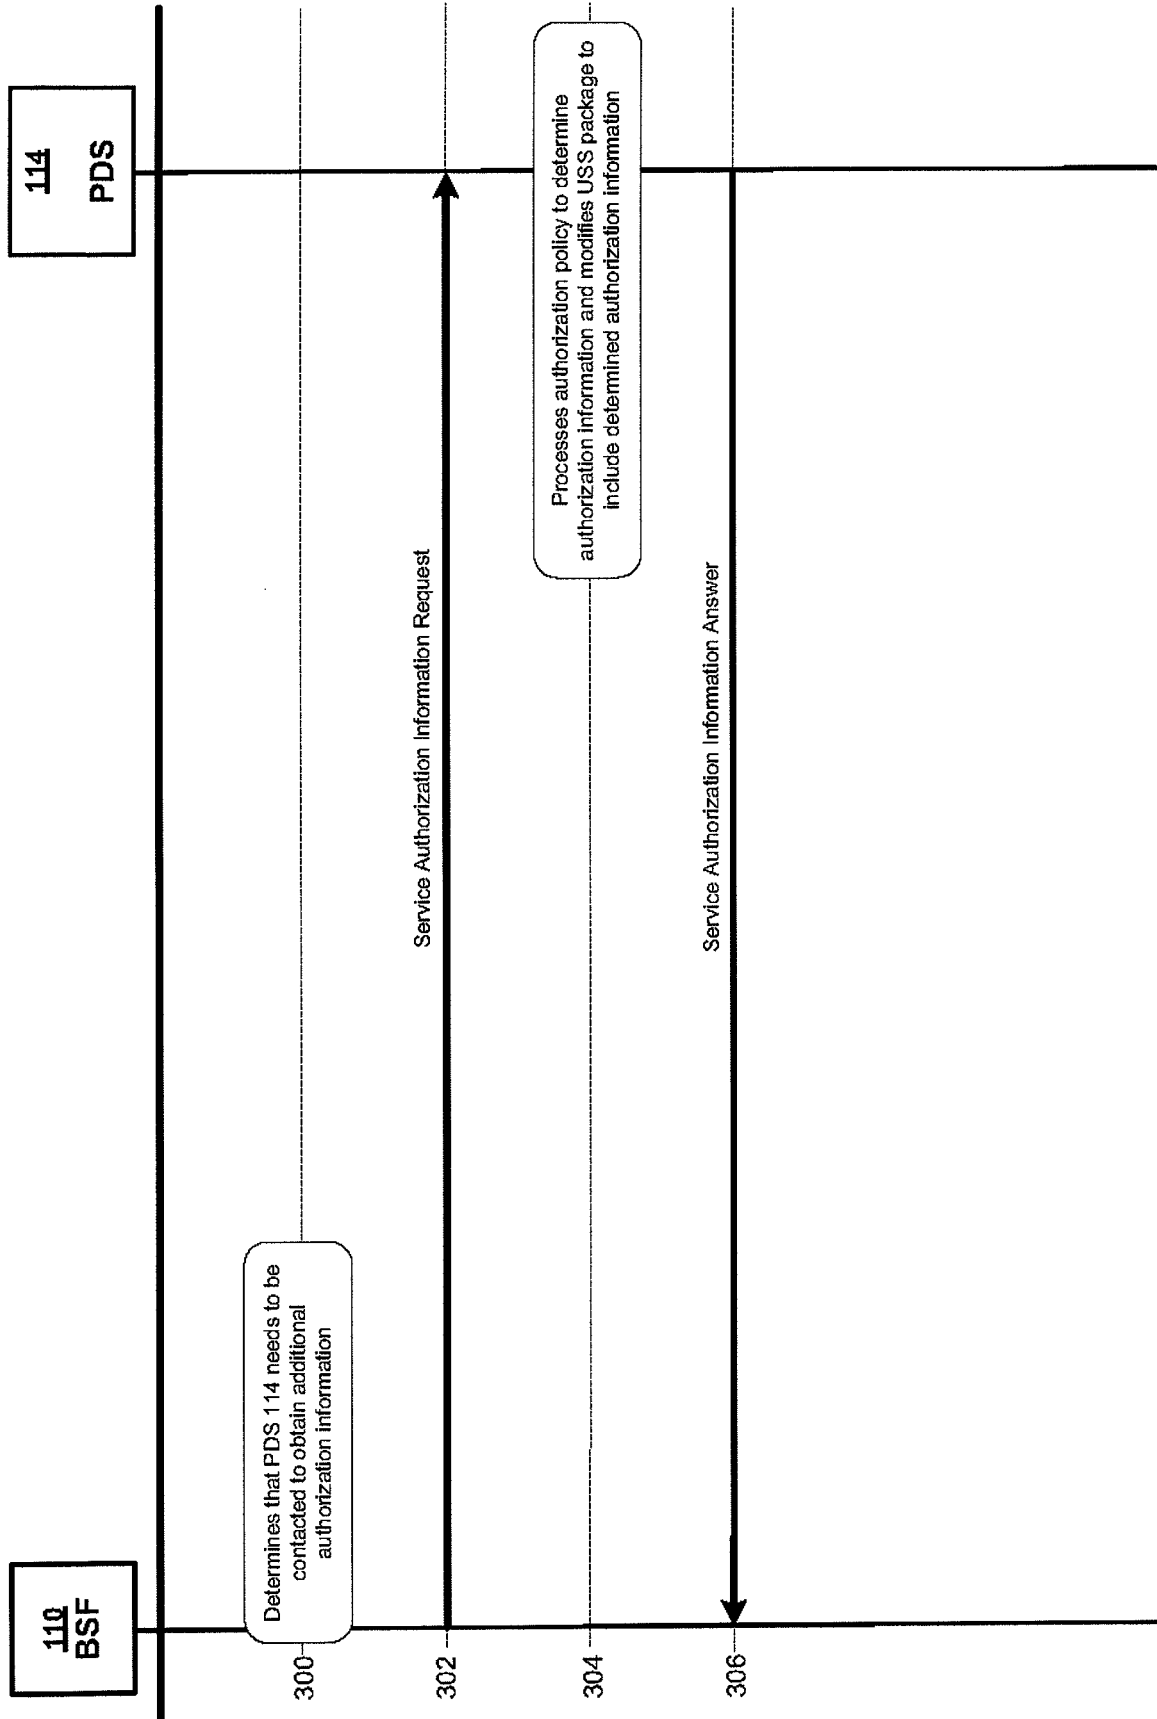 110
BSF
114
PDS
300
Determines that PDS 114 needs to be
contacted to obtain additional
authorization information
302
Service Authorization Information Request
304
Processes authorization policy to determine
authorization information and modifies USS package to
include determined authorization information
306
Service Authorization Information Answer